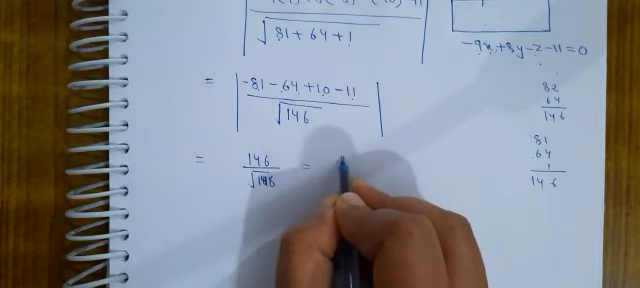 √81+64+1
-9x+8y-z-11=0
= |-81-64+10-11 / √146|
82
64
146
= 146/√146 =
81
64
1
146